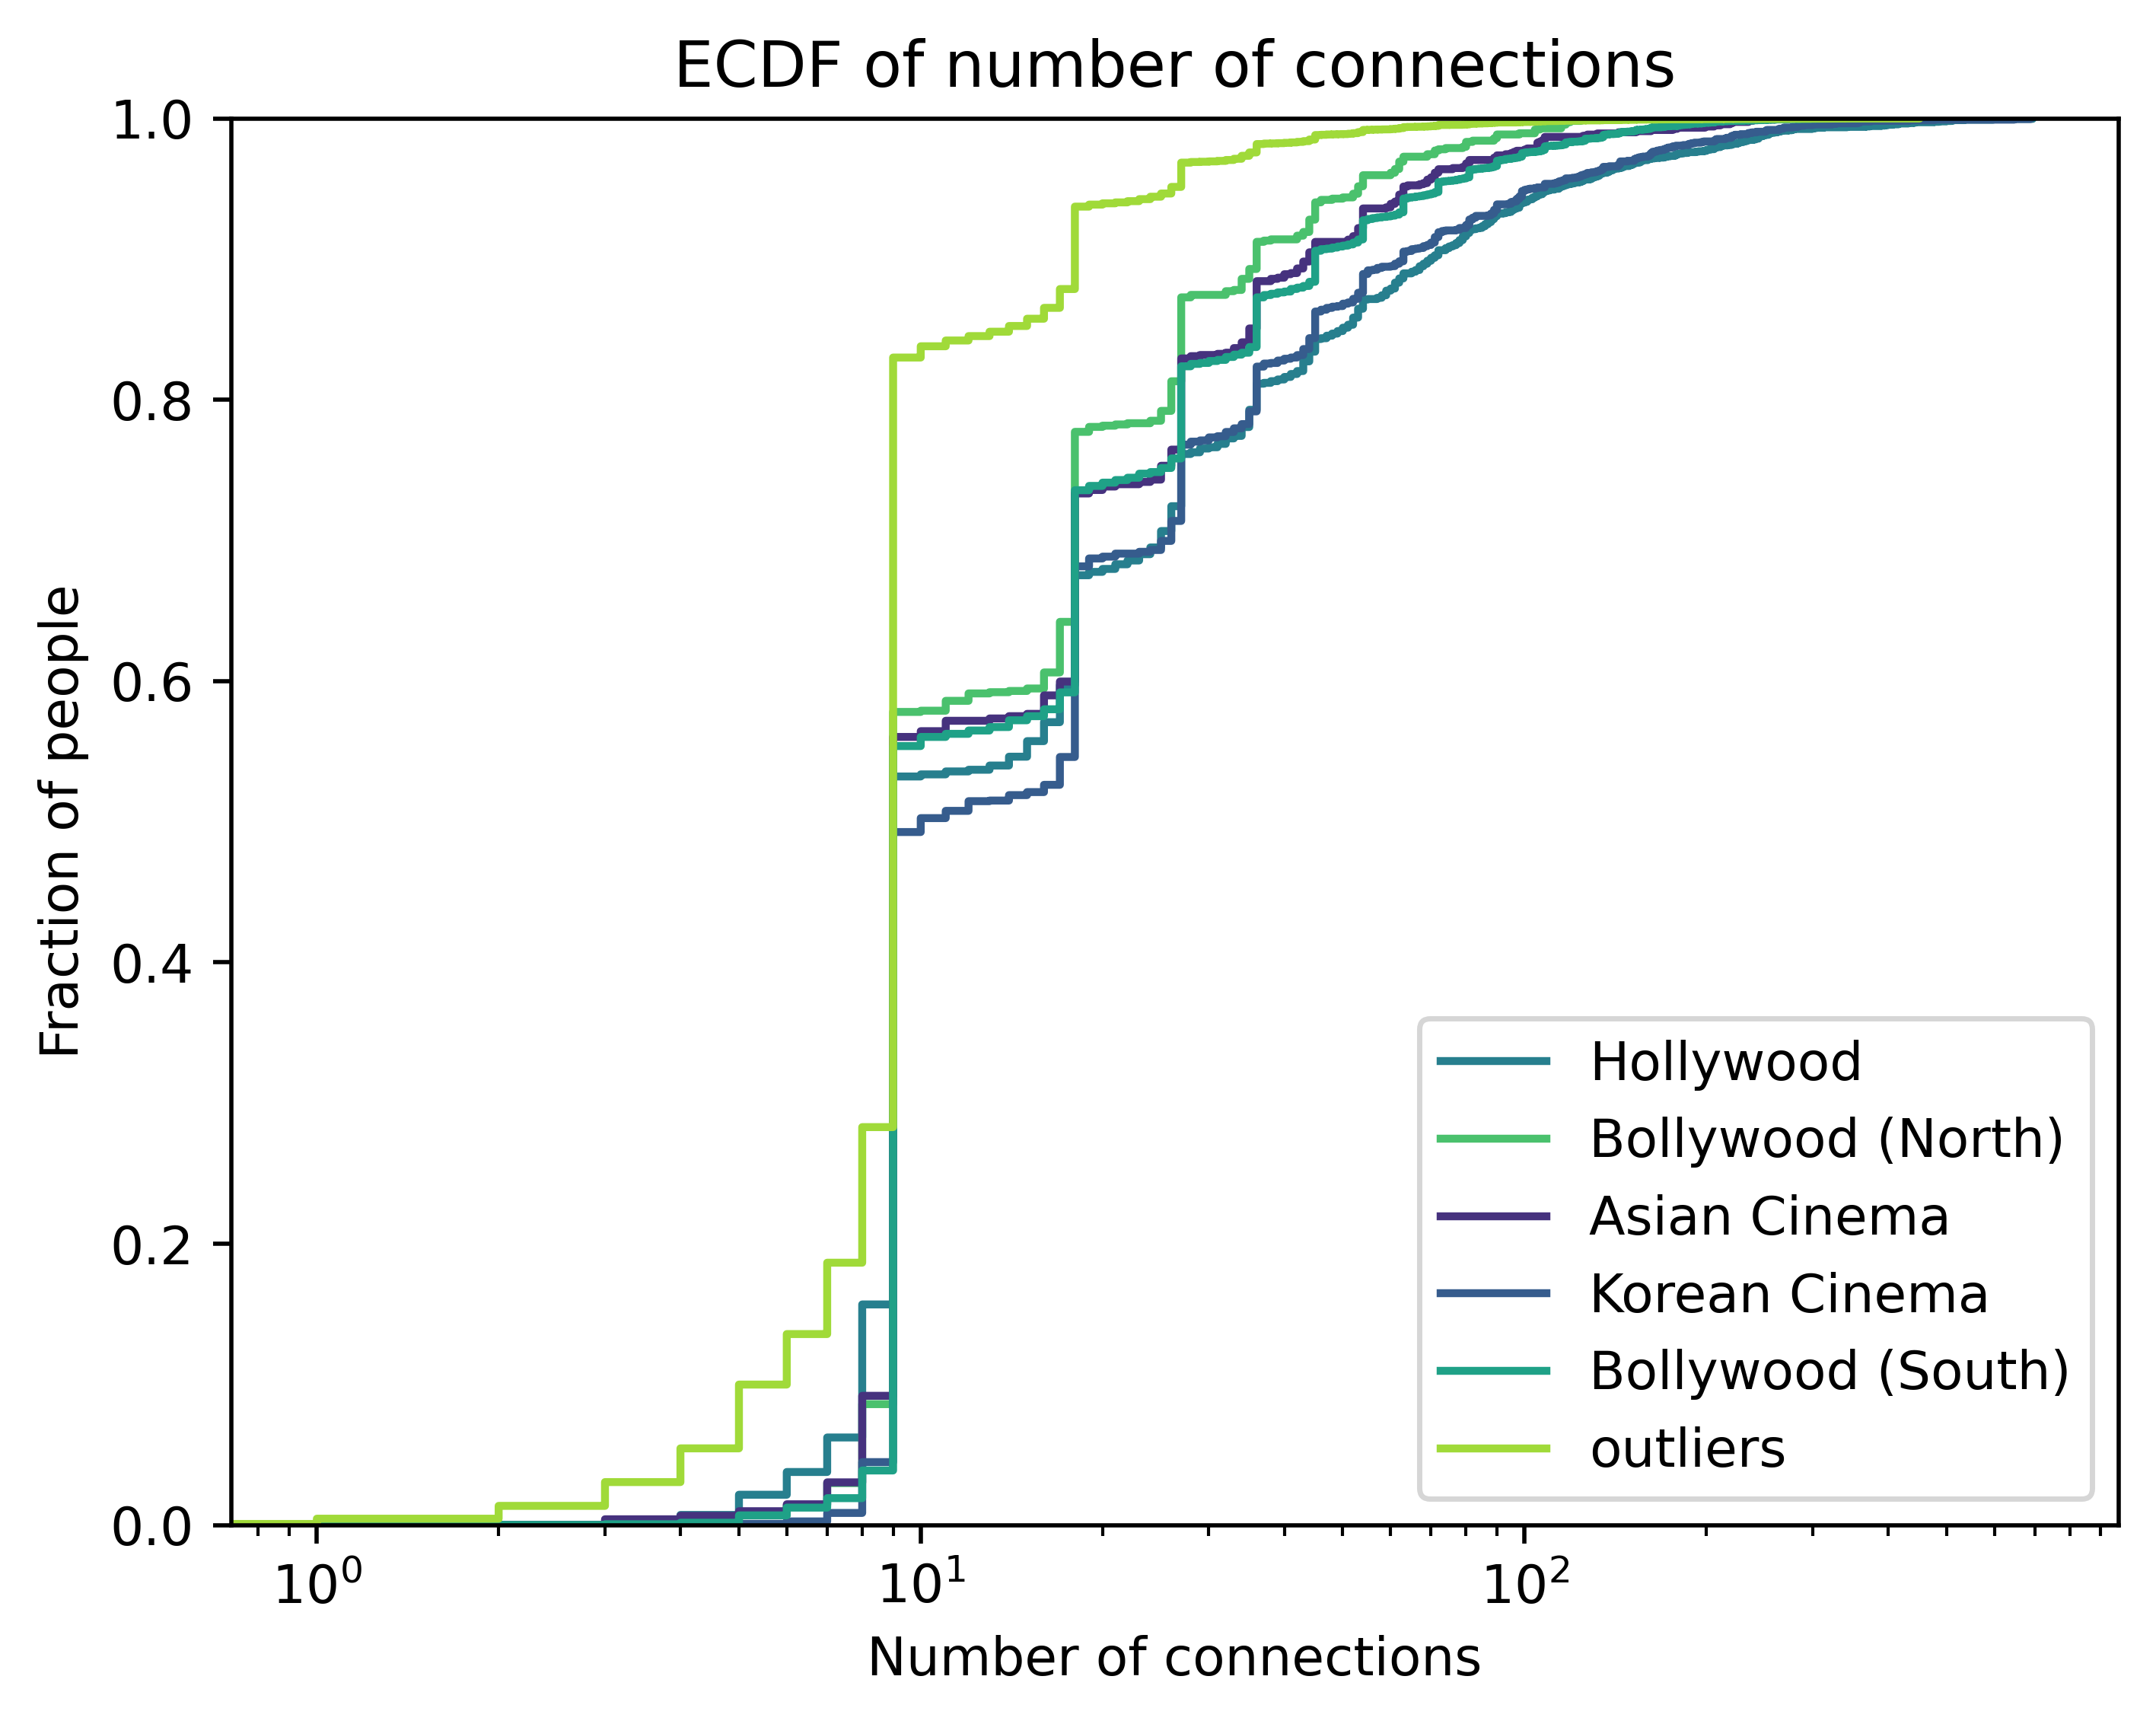 ECDF of number of connections
1.0
0.8
0.6
0.4
0.2
0.0
Fraction of people
10⁰
10¹
10²
Number of connections
Hollywood
Bollywood (North)
Asian Cinema
Korean Cinema
Bollywood (South)
outliers